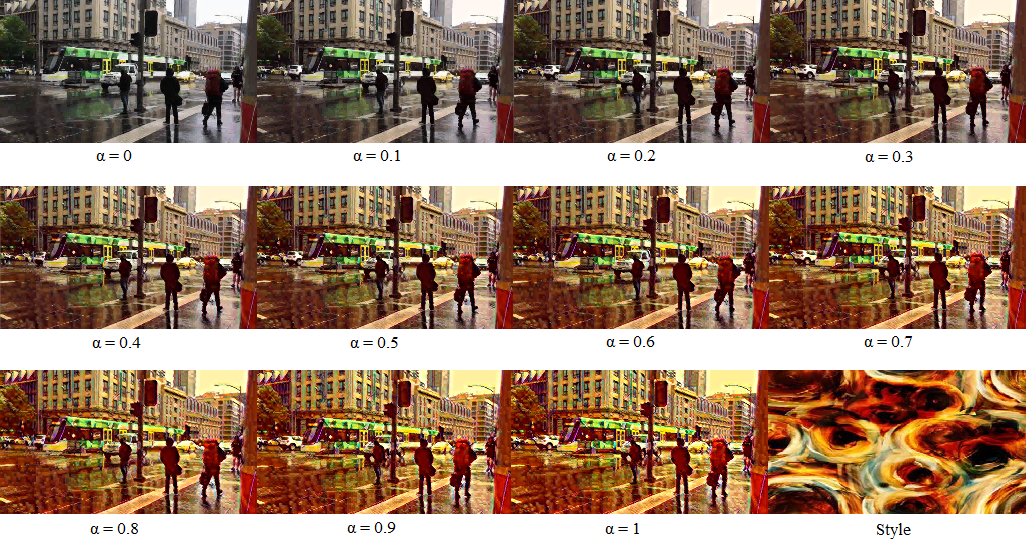 α = 0
α = 0.1
α = 0.2
α = 0.3
α = 0.4
α = 0.5
α = 0.6
α = 0.7
α = 0.8
α = 0.9
α = 1
Style